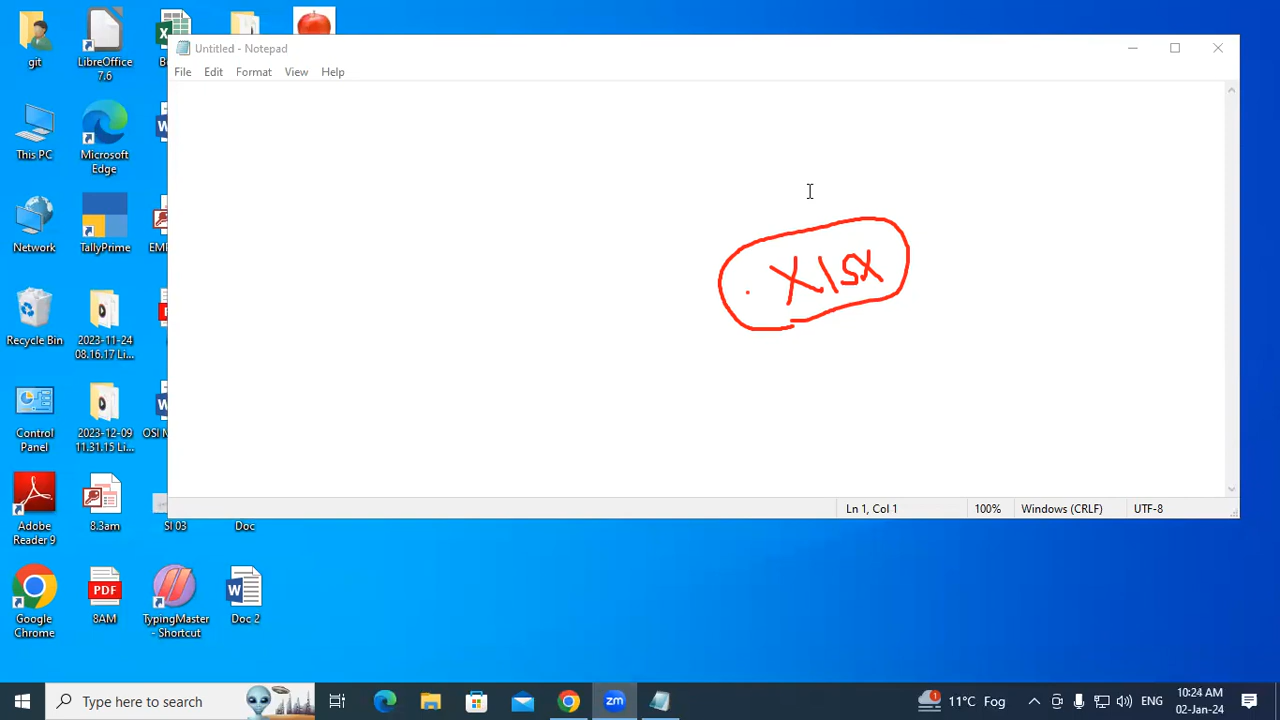 git
LibreOffice
7.6
Untitled - Notepad
File Edit Format View Help
This PC
Microsoft
Edge
.xlsx
Network
TallyPrime
Recycle Bin
2023-11-24
08.16.17 Li...
Control
Panel
2023-12-09
11.31.15 Li...
Ln 1, Col 1 100% Windows (CRLF) UTF-8
Adobe
Reader 9
8.3am
SI 03
Doc
PDF
Google
Chrome
8AM
TypingMaster
- Shortcut
Doc 2
Type here to search
zm
1
11°C Fog
ENG
10:24 AM
02-Jan-24